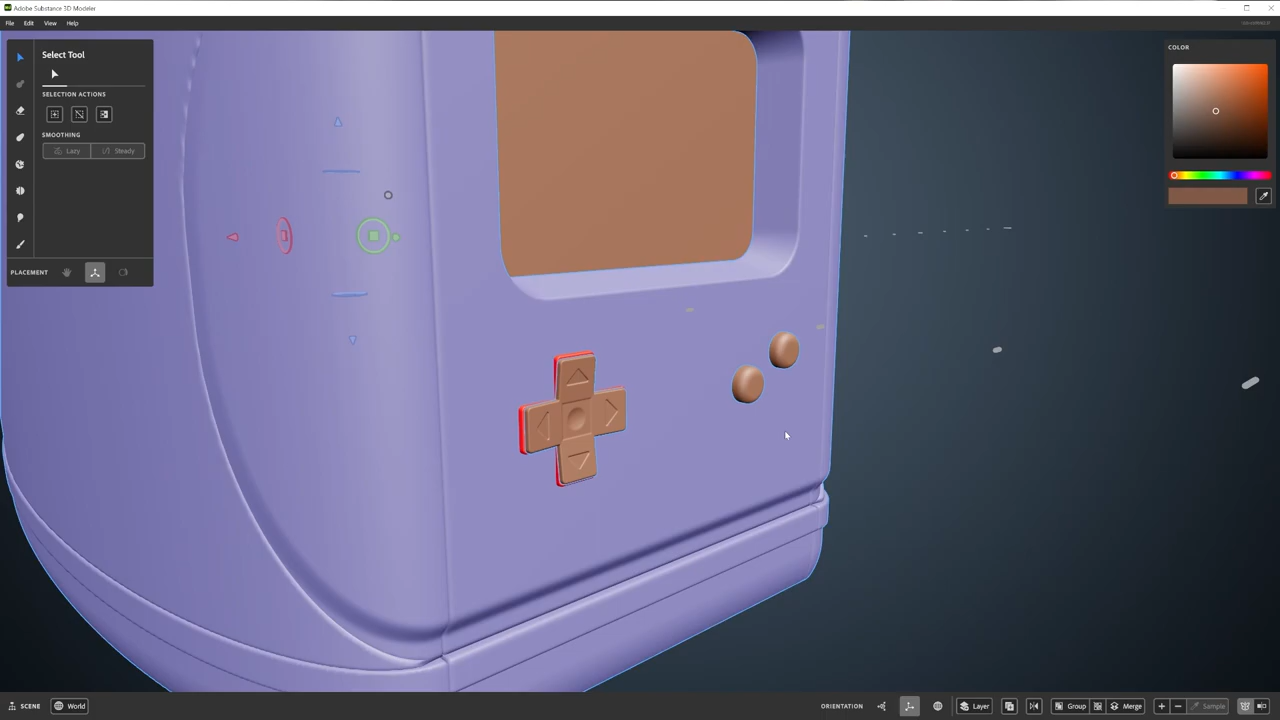 Adobe Substance 3D Modeler
File Edit View Help
Select Tool
SELECTION ACTIONS
SMOOTHING
Lazy Steady
PLACEMENT
COLOR
SCENE World
ORIENTATION Layer Group Merge Sample